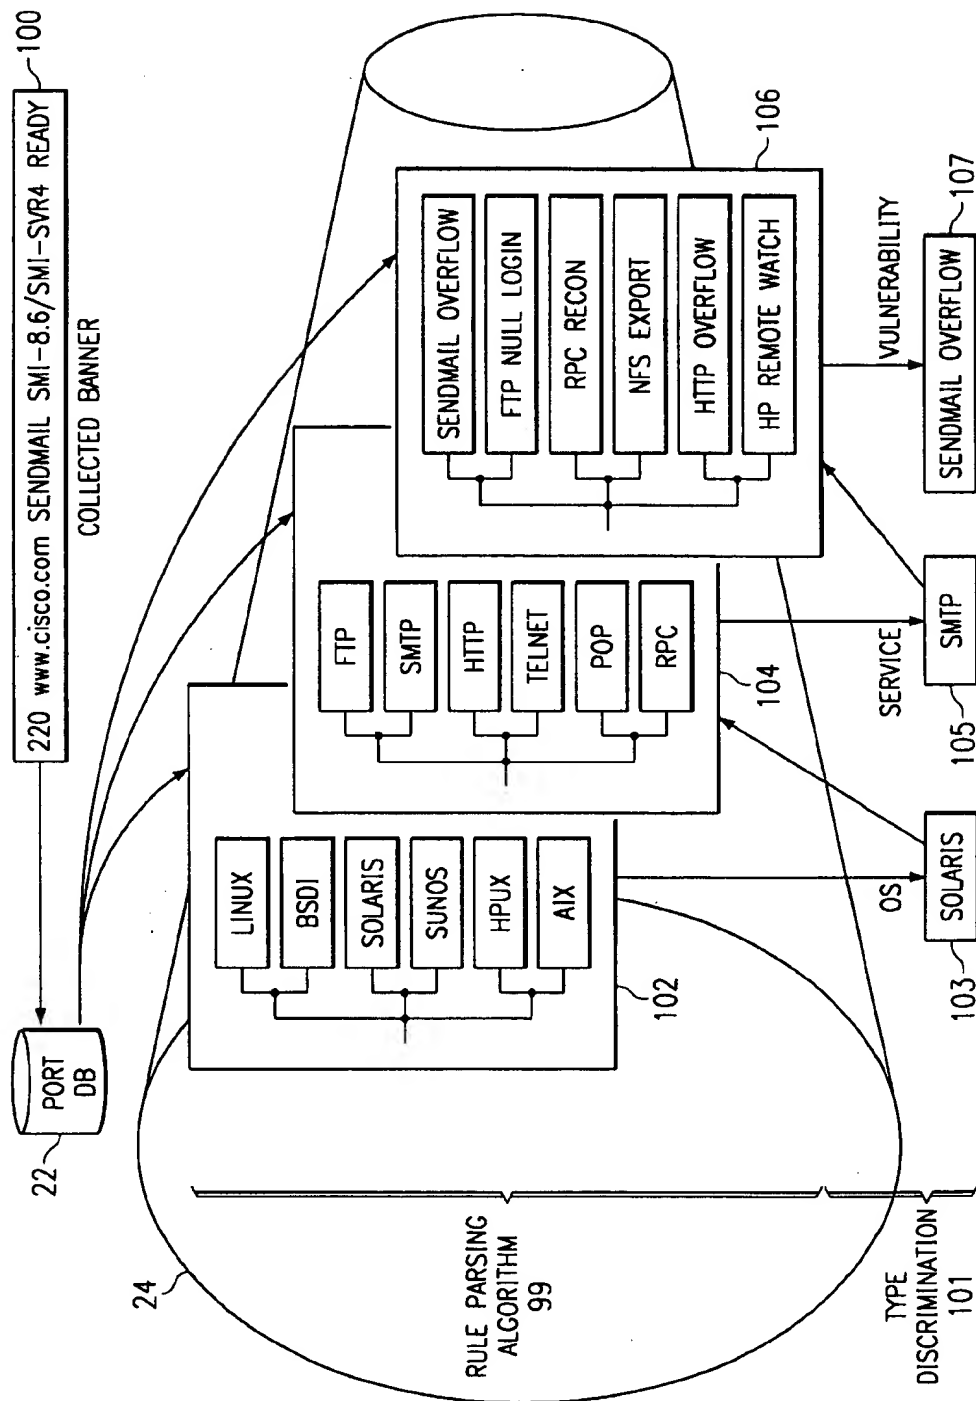 220 www.cisco.com SENDMAIL SMI-8.6/SMI-SVR4 READY
100
COLLECTED BANNER
PORT
DB
22
24
LINUX
BSDI
SOLARIS
SUNOS
HPUX
AIX
102
FTP
SMTP
HTTP
TELNET
POP
RPC
104
SENDMAIL OVERFLOW
FTP NULL LOGIN
RPC RECON
NFS EXPORT
HTTP OVERFLOW
HP REMOTE WATCH
106
RULE PARSING
ALGORITHM
99
TYPE
DISCRIMINATION
101
OS
SOLARIS
103
SERVICE
SMTP
105
VULNERABILITY
SENDMAIL OVERFLOW
107